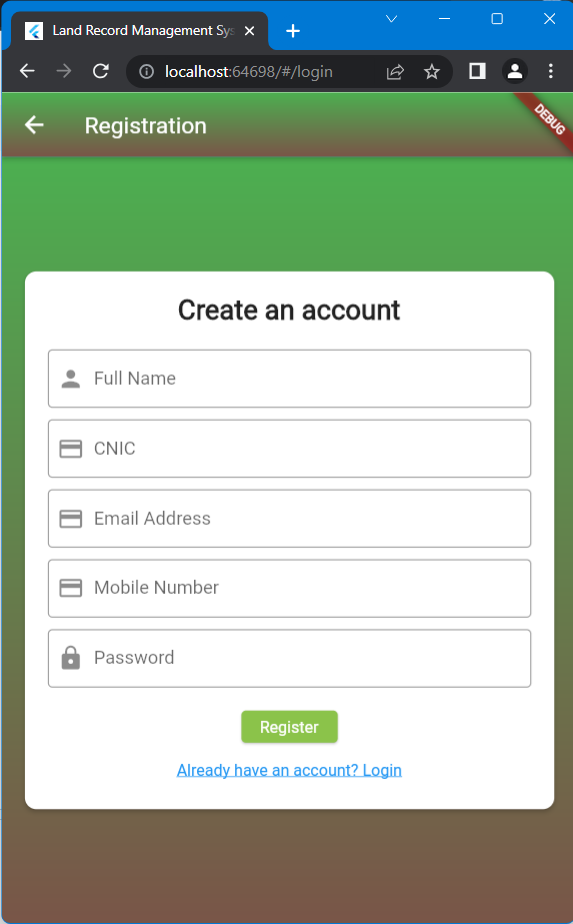 Land Record Management Sys
localhost:64698/#/login
Registration
DEBUG
Create an account
Full Name
CNIC
Email Address
Mobile Number
Password
Register
Already have an account? Login